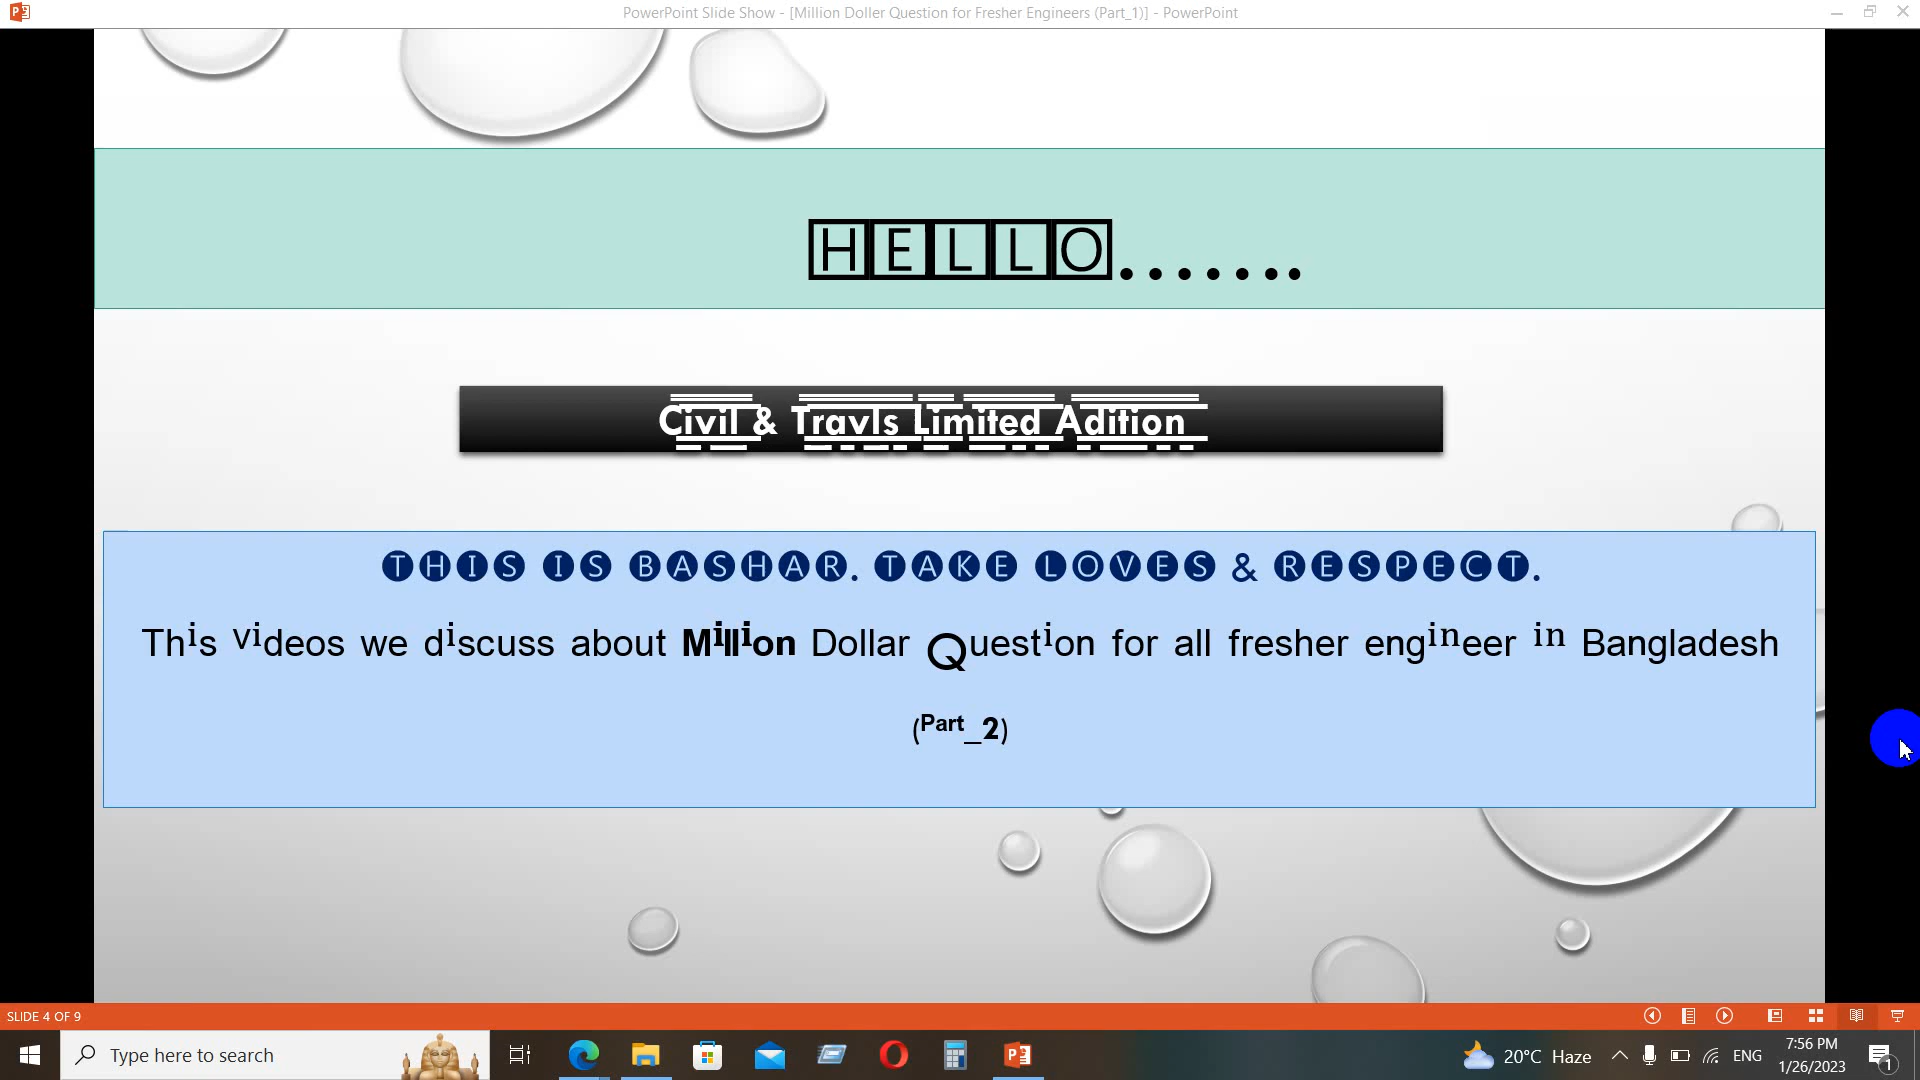 PowerPoint Slide Show - [Million Doller Question for Fresher Engineers (Part_1)] - PowerPoint
HELLO.......
Civil & Travls Limited Adition
THIS IS BASHAR. TAKE LOVES & RESPECT.
This videos we discuss about Million Dollar Question for all fresher engineer in Bangladesh
(Part_2)
SLIDE 4 OF 9
Type here to search
20°C Haze
ENG
7:56 PM
1/26/2023
1